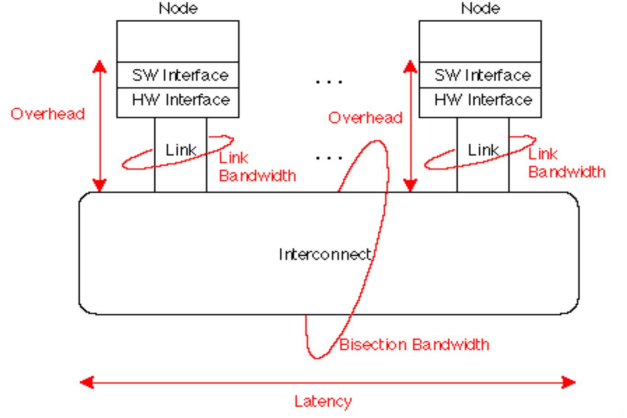 Node
Node
SW Interface
HW Interface
Overhead
Link
Link
Bandwidth
...
...
SW Interface
HW Interface
Overhead
Link
Link
Bandwidth
Interconnect
Bisection Bandwidth
Latency